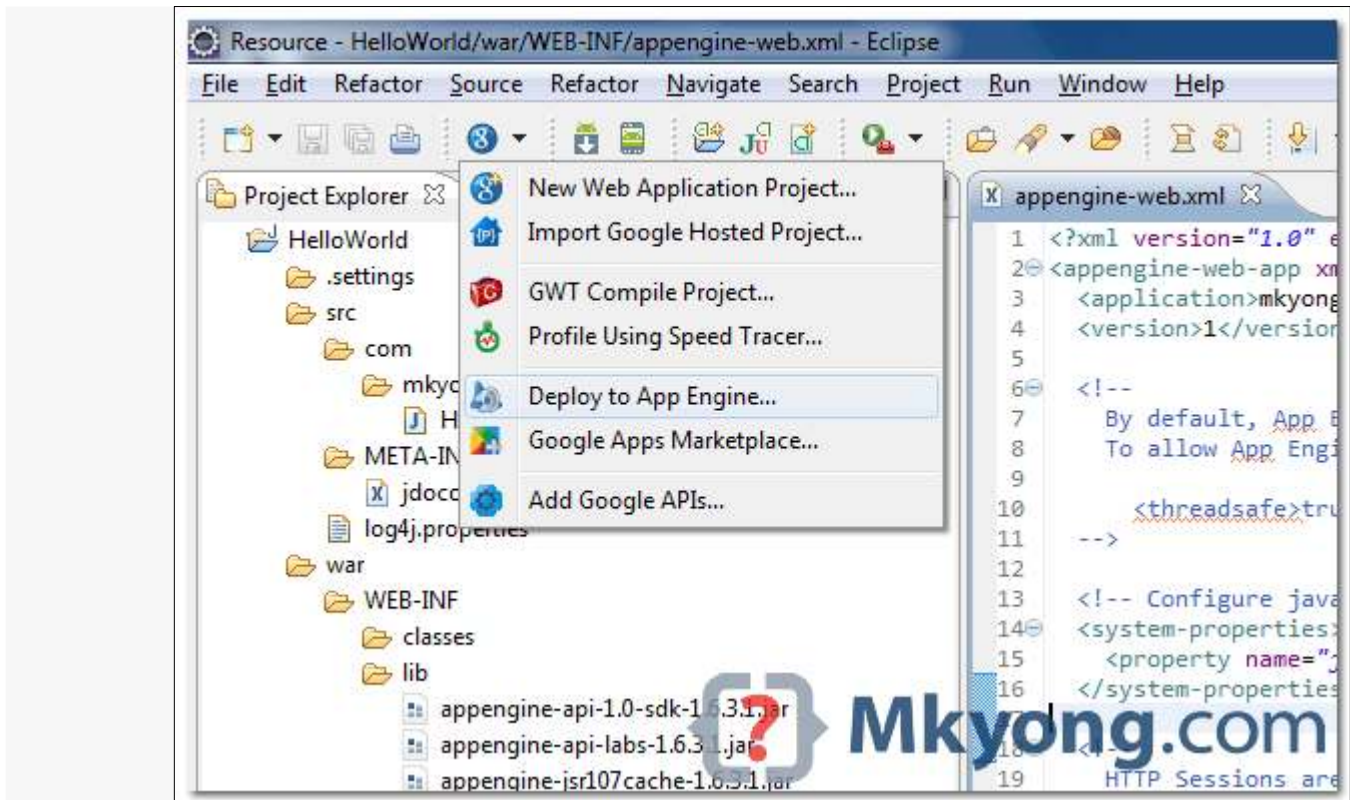 Resource - HelloWorld/war/WEB-INF/appengine-web.xml - Eclipse
File Edit Refactor Source Refactor Navigate Search Project Run Window Help
New Web Application Project...
Import Google Hosted Project...
GWT Compile Project...
Profile Using Speed Tracer...
Deploy to App Engine...
Google Apps Marketplace...
Add Google APIs...
Project Explorer
HelloWorld
.settings
src
com
mkyo
J H
META-IN
X jdoco
log4j.properties
war
WEB-INF
classes
lib
appengine-api-1.0-sdk-1.6.3.1.jar
appengine-api-labs-1.6.3.1.jar
appengine-jsr107cache-1.6.3.1.jar
X appengine-web.xml
1 <?xml version="1.0" e
2 <appengine-web-app xm
3 <application>mkyong
4 <version>1</version
5
6 <!--
7 By default, App E
8 To allow App Engi
9
10 <threadsafe>tru
11 -->
12
13 <!-- Configure java
14 <system-properties>
15 <property name="j
16 </system-properties
18 <!--
19 HTTP Sessions are
{?} Mkyong.com